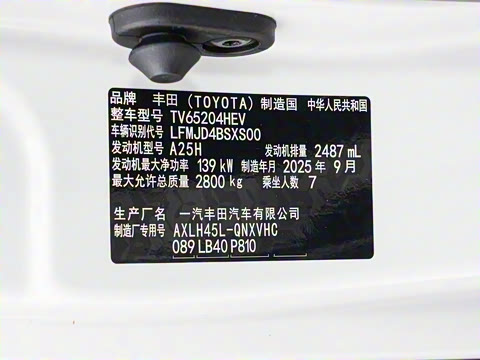 品牌 丰田（TOYOTA）制造国 中华人民共和国
整车型号 TV65204HEV
车辆识别代号 LFMJD4BSXS00
发动机型号 A25H 发动机排量 2487 mL
发动机最大净功率 139 kW 制造年月 2025 年 9 月
最大允许总质量 2800 kg 乘坐人数 7
生产厂名 一汽丰田汽车有限公司
制造厂专用号 AXLH45L-QNXVHC
089 LB40 P810